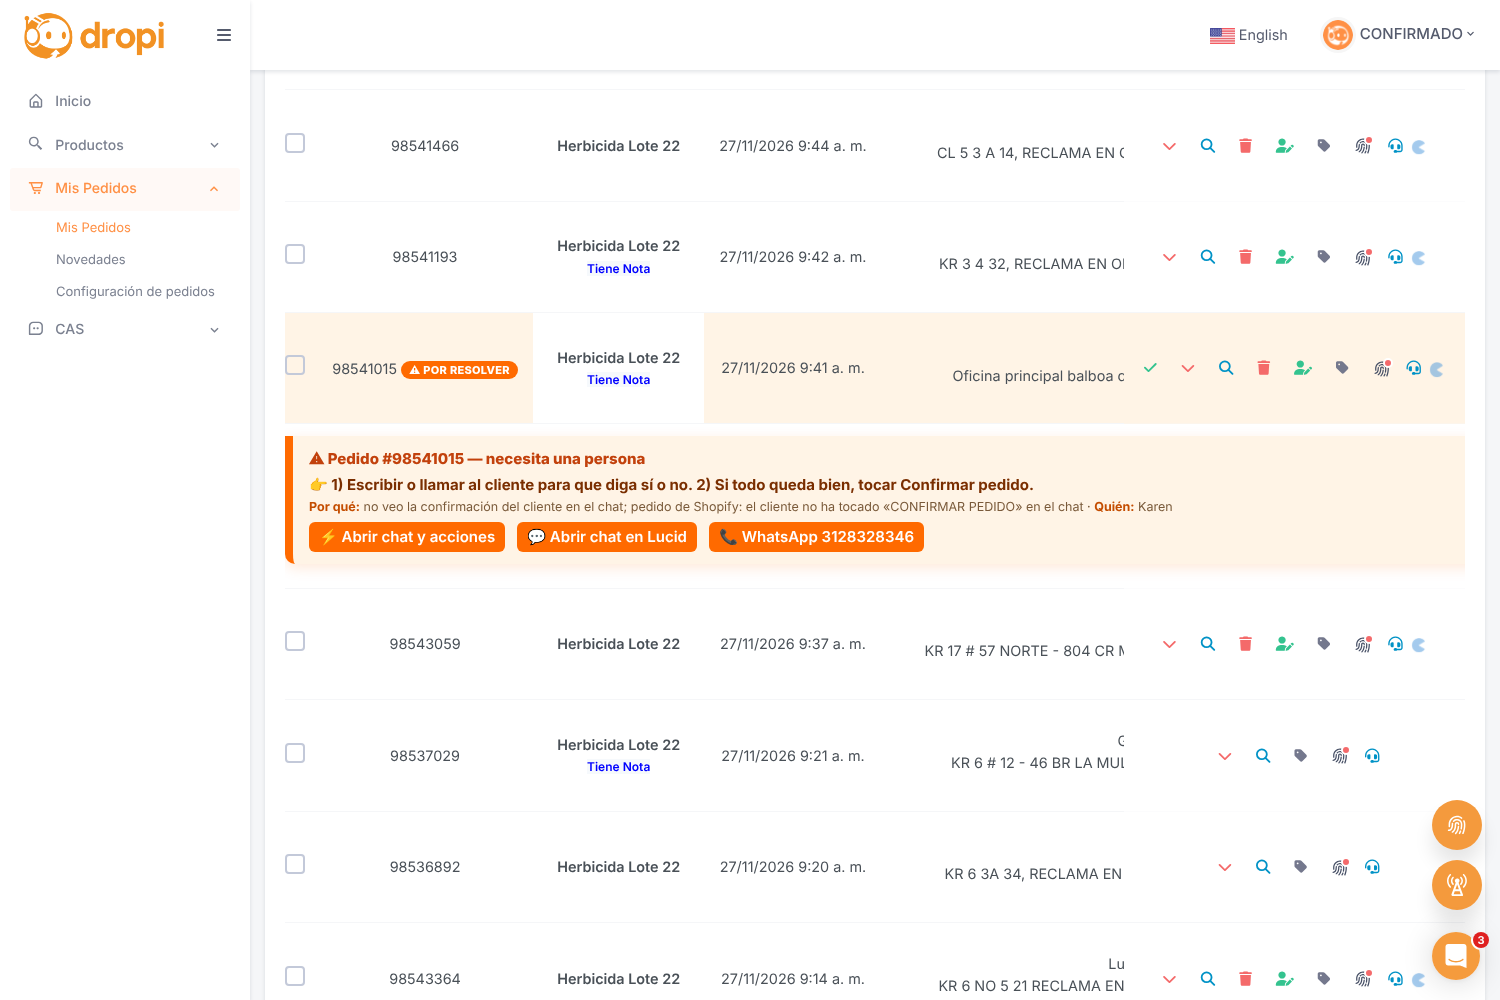 dropi
English
CONFIRMADO
Inicio
Productos
Mis Pedidos
Mis Pedidos
Novedades
Configuración de pedidos
CAS
98541466 Herbicida Lote 22 27/11/2026 9:44 a. m. CL 5 3 A 14, RECLAMA EN
98541193 Herbicida Lote 22 27/11/2026 9:42 a. m. KR 3 4 32, RECLAMA EN
Tiene Nota
98541015 POR RESOLVER Herbicida Lote 22 27/11/2026 9:41 a. m. Oficina principal balboa
Tiene Nota
⚠ Pedido #98541015 — necesita una persona
👉 1) Escribir o llamar al cliente para que diga sí o no. 2) Si todo queda bien, tocar Confirmar pedido.
Por qué: no veo la confirmación del cliente en el chat; pedido de Shopify: el cliente no ha tocado «CONFIRMAR PEDIDO» en el chat · Quién: Karen
⚡ Abrir chat y acciones 💬 Abrir chat en Lucid 📞 WhatsApp 3128328346
98543059 Herbicida Lote 22 27/11/2026 9:37 a. m. KR 17 # 57 NORTE - 804 CR
98537029 Herbicida Lote 22 27/11/2026 9:21 a. m. KR 6 # 12 - 46 BR LA
Tiene Nota
98536892 Herbicida Lote 22 27/11/2026 9:20 a. m. KR 6 3A 34, RECLAMA EN
98543364 Herbicida Lote 22 27/11/2026 9:14 a. m. Lu
KR 6 NO 5 21 RECLAMA EN
3